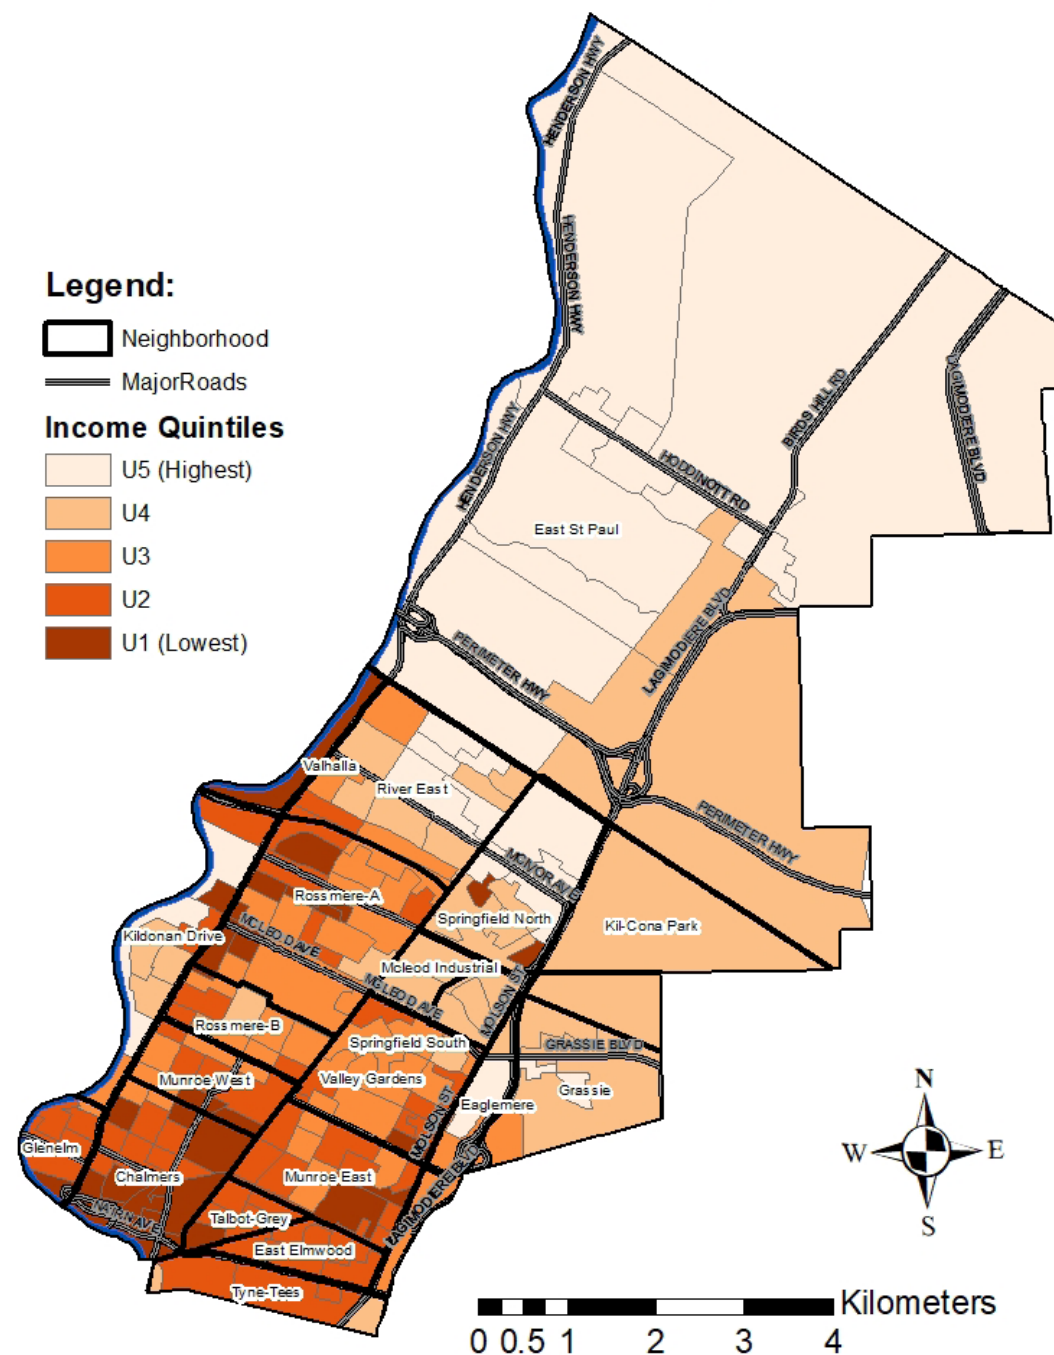 HENDERSON HWY
HENDERSON HWY
Legend:
Neighborhood
MajorRoads
Income Quintiles
U5 (Highest)
U4
U3
U2
U1 (Lowest)
BIRDS HILL RD
LAGIMODIERE BLVD
HENDERSON HWY
HODDINOTT RD
East St Paul
LAGIMODIERE BLVD
PERIMETER HWY
Valhalla
River East
PERIMETER HWY
MCIVOR AVE
Rossmere-A
Springfield North
Kil-Cona Park
Kildonan Drive
MCLEOD AVE
Mcleod Industrial
MCLEOD AVE
MOLSON ST
Rossmere-B
Springfield South
GRASSIE BLVD
Munroe West
Valley Gardens
Grassie
Eaglemere
MOLSON ST
Glenelm
Chalmers
Munroe East
LAGIMODIERE BLVD
NAIRN AVE
Talbot-Grey
East Elmwood
Tyne-Tees
N
W
E
S
Kilometers
0 0.5 1 2 3 4